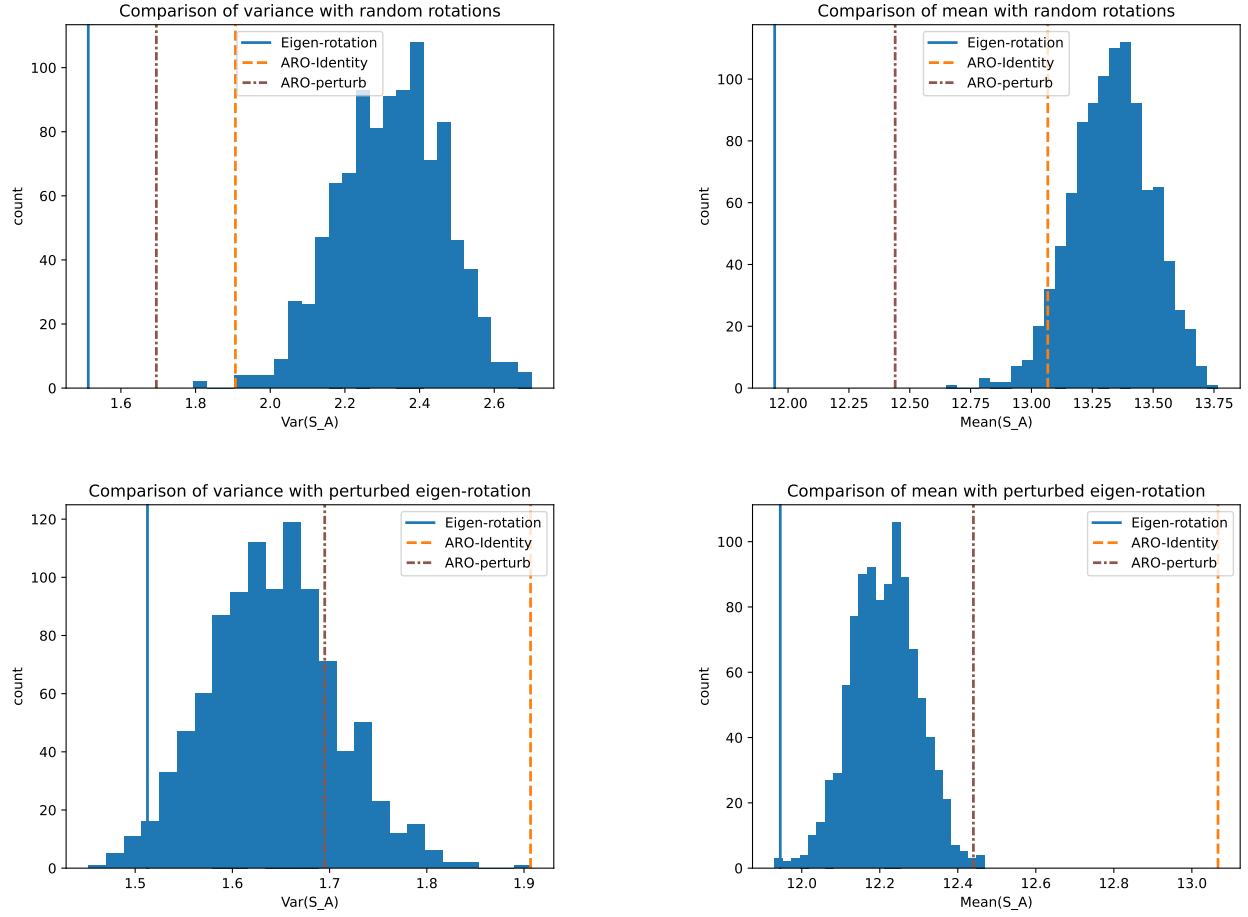 Comparison of variance with random rotations
Eigen-rotation
ARO-Identity
ARO-perturb
count
0
20
40
60
80
100
1.6
1.8
2.0
2.2
2.4
2.6
Var(S_A)
Comparison of mean with random rotations
Eigen-rotation
ARO-Identity
ARO-perturb
count
0
20
40
60
80
100
12.00
12.25
12.50
12.75
13.00
13.25
13.50
13.75
Mean(S_A)
Comparison of variance with perturbed eigen-rotation
Eigen-rotation
ARO-Identity
ARO-perturb
count
0
20
40
60
80
100
120
1.5
1.6
1.7
1.8
1.9
Var(S_A)
Comparison of mean with perturbed eigen-rotation
Eigen-rotation
ARO-Identity
ARO-perturb
count
0
20
40
60
80
100
12.0
12.2
12.4
12.6
12.8
13.0
Mean(S_A)